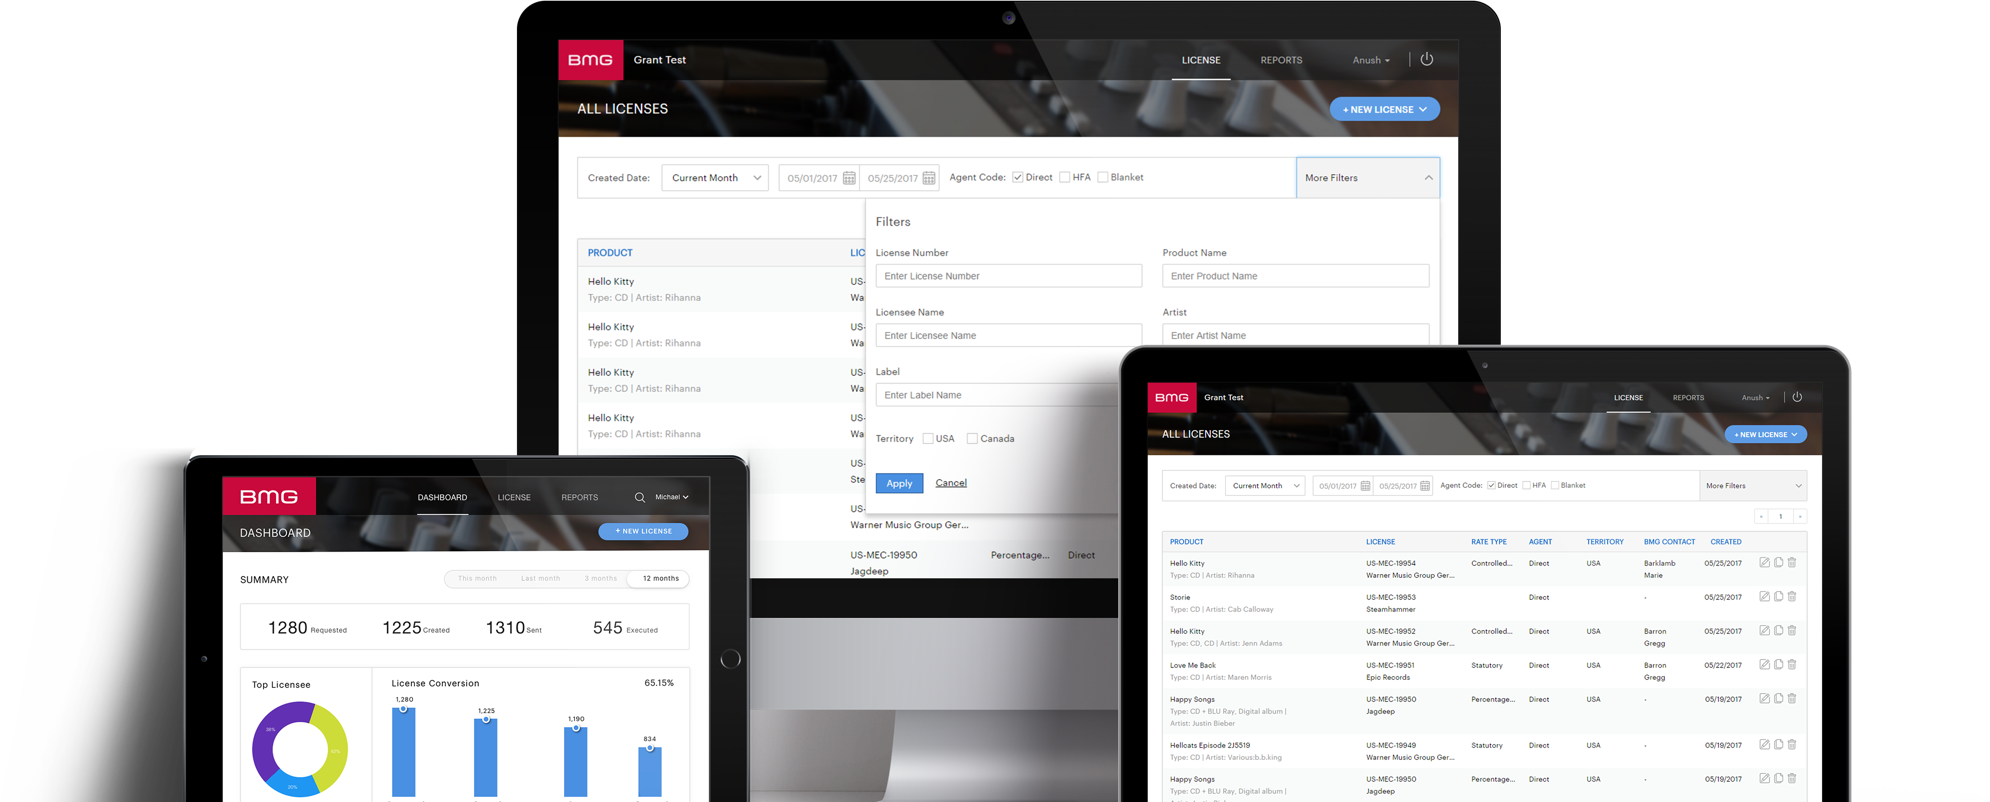 BMG Grant Test LICENSE REPORTS Anush
ALL LICENSES + NEW LICENSE
Created Date: Current Month 05/01/2017 05/25/2017 Agent Code: Direct HFA Blanket More Filters
Filters
License Number Product Name
Enter License Number Enter Product Name
Licensee Name Artist
Enter Licensee Name Enter Artist Name
Label
Enter Label Name
Territory USA Canada
Apply Cancel
PRODUCT LIC
Hello Kitty US-
Type: CD | Artist: Rihanna Wa
Hello Kitty US-
Type: CD | Artist: Rihanna Wa
Hello Kitty US-
Type: CD | Artist: Rihanna Wa
Hello Kitty US-
Type: CD | Artist: Rihanna Wa
US-
Ste
US-
Warner Music Group Ger...
US-MEC-19950 Percentage... Direct
Jagdeep
BMG DASHBOARD LICENSE REPORTS Michael
DASHBOARD + NEW LICENSE
SUMMARY This month Last month 3 months 12 months
1280 Requested 1225 Created 1310 Sent 545 Executed
Top Licensee
38%
20%
License Conversion 65.15%
1,280
1,225
1,190
834
BMG Grant Test LICENSE REPORTS Anush
ALL LICENSES + NEW LICENSE
Created Date: Current Month 05/01/2017 05/25/2017 Agent Code: Direct HFA Blanket More Filters
« 1 »
PRODUCT LICENSE RATE TYPE AGENT TERRITORY BMG CONTACT CREATED
Hello Kitty US-MEC-19954 Controlled... Direct USA Barklamb 05/25/2017
Type: CD | Artist: Rihanna Warner Music Group Ger... Marie
Storie US-MEC-19953 Direct - 05/25/2017
Type: CD | Artist: Cab Calloway Steamhammer
Hello Kitty US-MEC-19952 Controlled... Direct USA Barron 05/25/2017
Type: CD, CD | Artist: Jenn Adams Warner Music Group Ger... Gregg
Love Me Back US-MEC-19951 Statutory Direct USA Barron 05/22/2017
Type: CD | Artist: Maren Morris Epic Records Gregg
Happy Songs US-MEC-19950 Percentage... Direct USA - 05/19/2017
Type: CD + BLU Ray, Digital album | Jagdeep
Artist: Justin Bieber
Hellcats Episode 2J5519 US-MEC-19949 Statutory Direct USA - 05/19/2017
Type: CD | Artist: Various:b.b.king Warner Music Group Ger...
Happy Songs US-MEC-19950 Percentage... Direct USA - 05/19/2017
Type: CD + BLU Ray, Digital album | Jagdeep